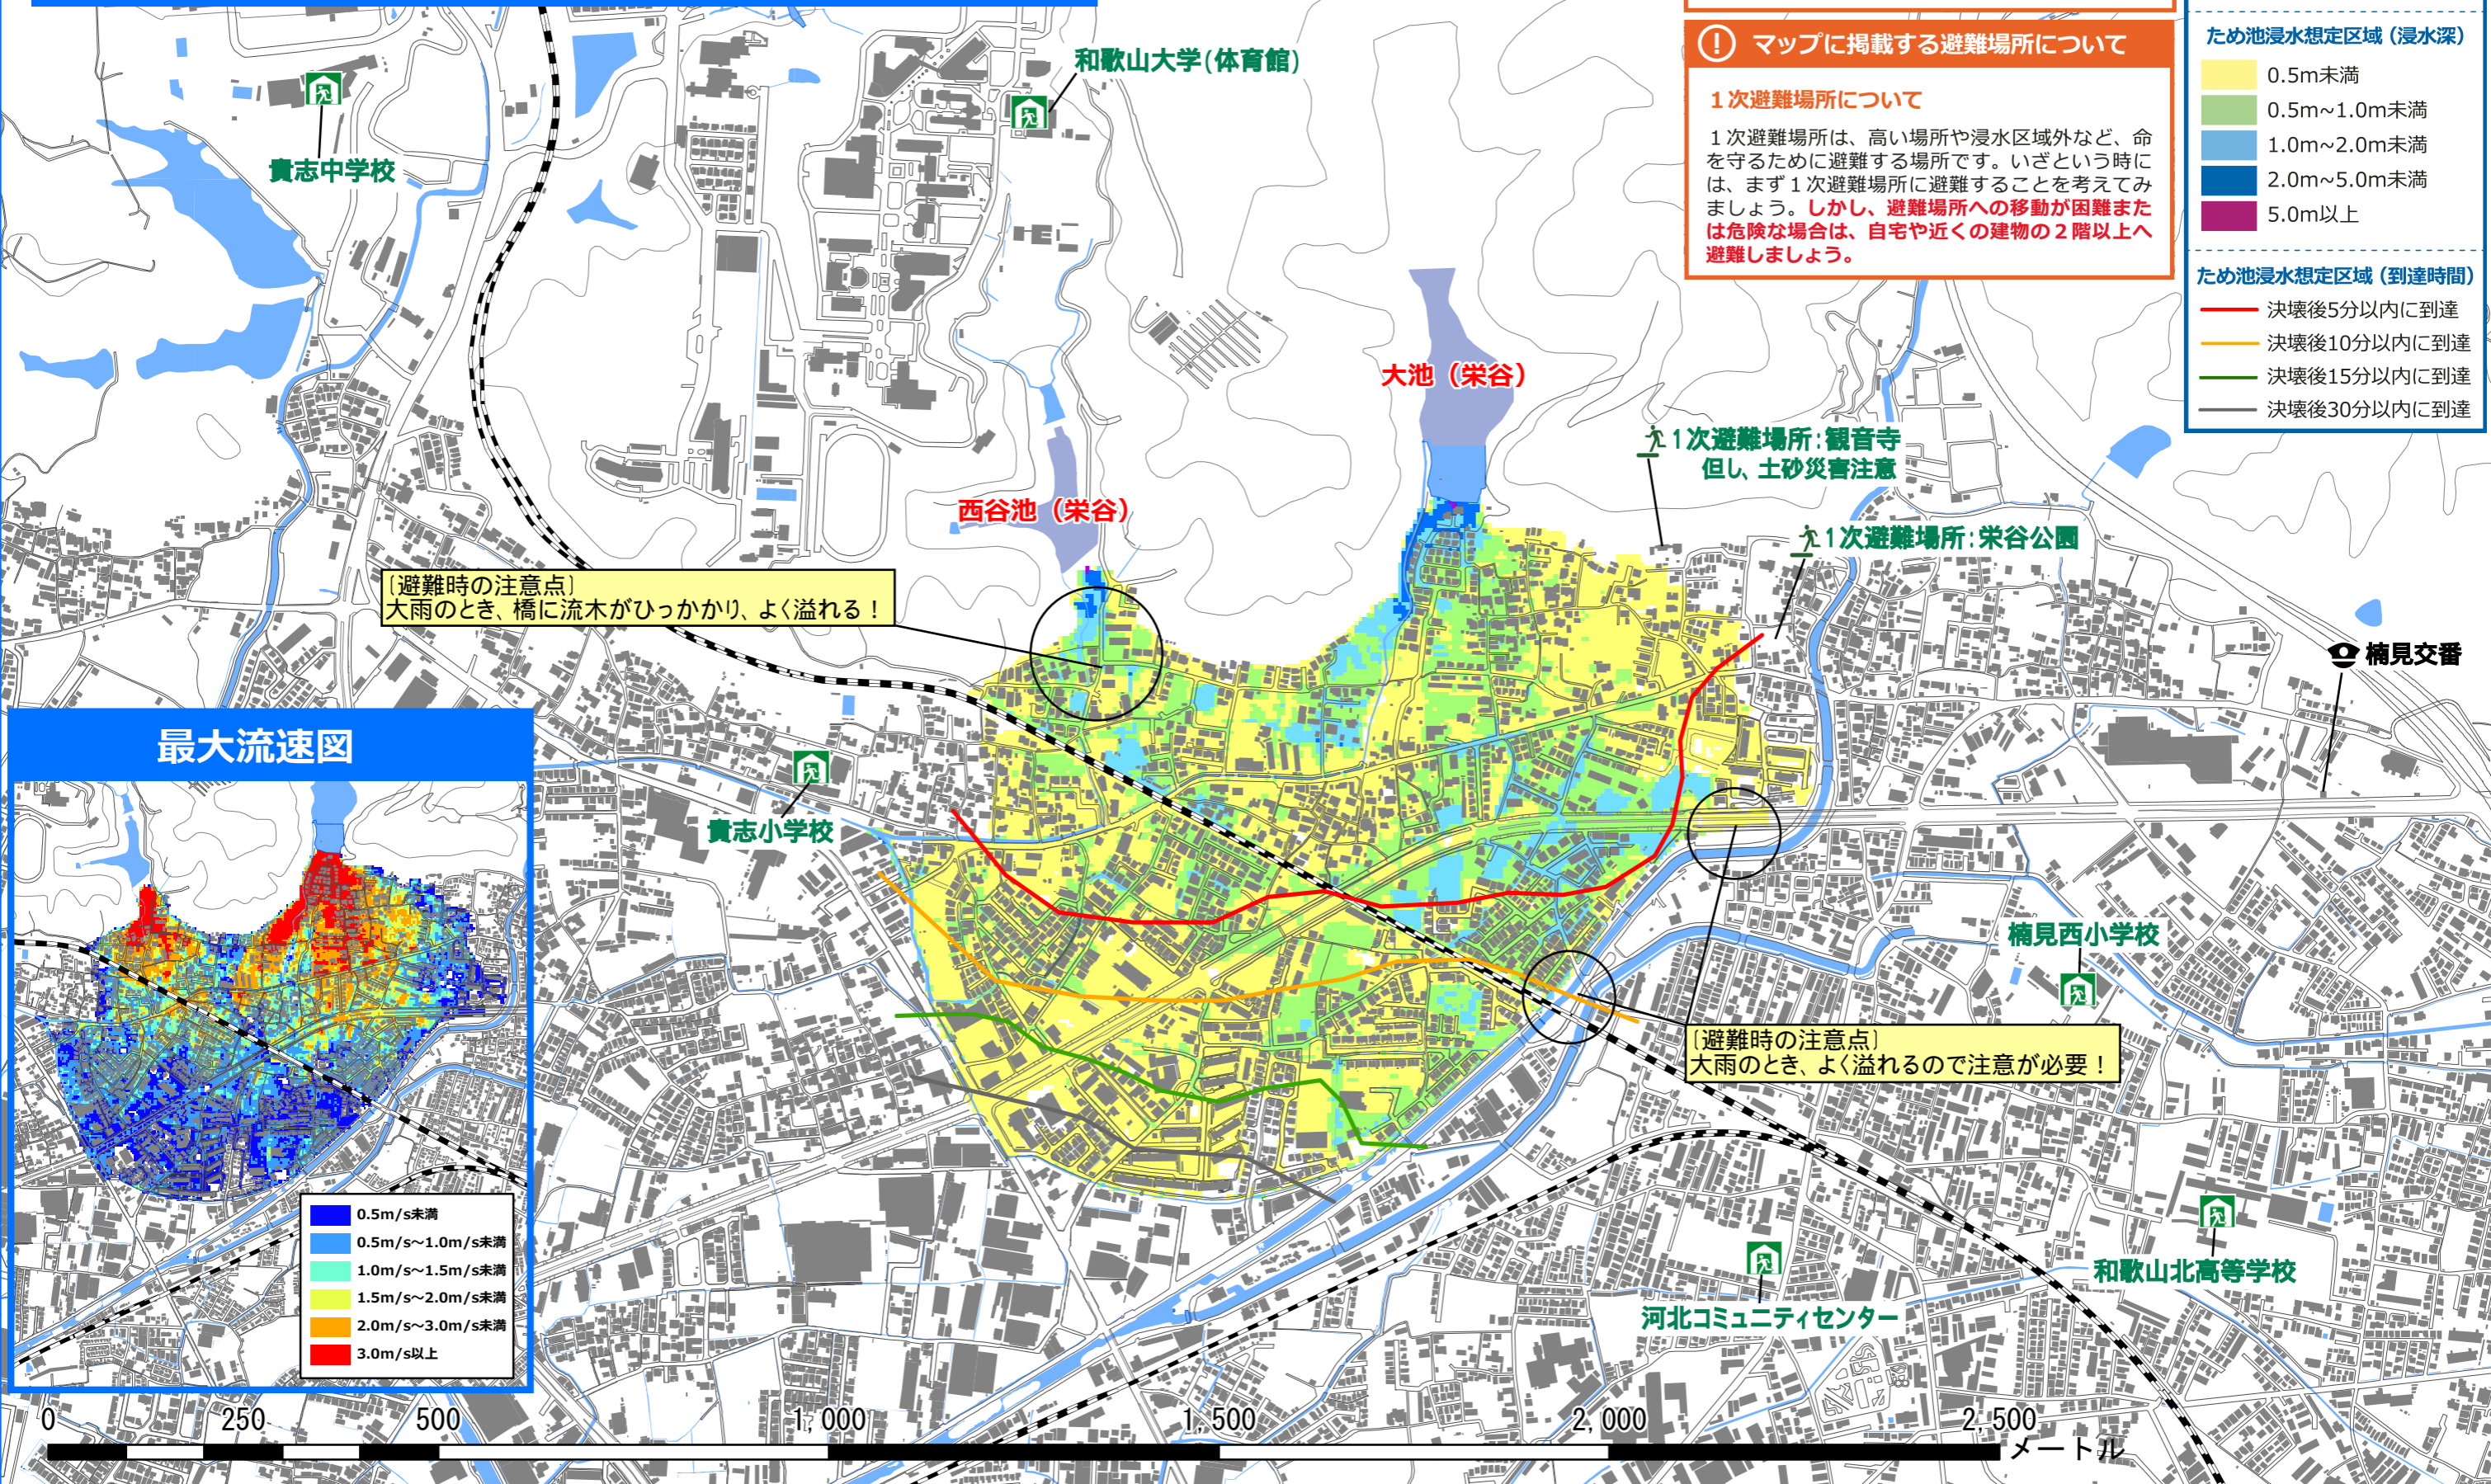 和歌山大学(体育館)
貴志中学校
! マップに掲載する避難場所について
1次避難場所について
1次避難場所は、高い場所や浸水区域外など、命
を守るために避難する場所です。いざという時に
は、まず1次避難場所に避難することを考えてみ
ましょう。しかし、避難場所への移動が困難また
は危険な場合は、自宅や近くの建物の2階以上へ
避難しましょう。
ため池浸水想定区域(浸水深)
0.5m未満
0.5m~1.0m未満
1.0m~2.0m未満
2.0m~5.0m未満
5.0m以上
ため池浸水想定区域(到達時間)
決壊後5分以内に到達
決壊後10分以内に到達
決壊後15分以内に到達
決壊後30分以内に到達
大池(栄谷)
西谷池(栄谷)
1次避難場所:観音寺
但し、土砂災害注意
1次避難場所:栄谷公園
[避難時の注意点]
大雨のとき、橋に流木がひっかかり、よく溢れる!
楠見交番
貴志小学校
楠見西小学校
[避難時の注意点]
大雨のとき、よく溢れるので注意が必要!
和歌山北高等学校
河北コミュニティセンター
最大流速図
0.5m/s未満
0.5m/s~1.0m/s未満
1.0m/s~1.5m/s未満
1.5m/s~2.0m/s未満
2.0m/s~3.0m/s未満
3.0m/s以上
0 250 500 1,000 1,500 2,000 2,500
メートル